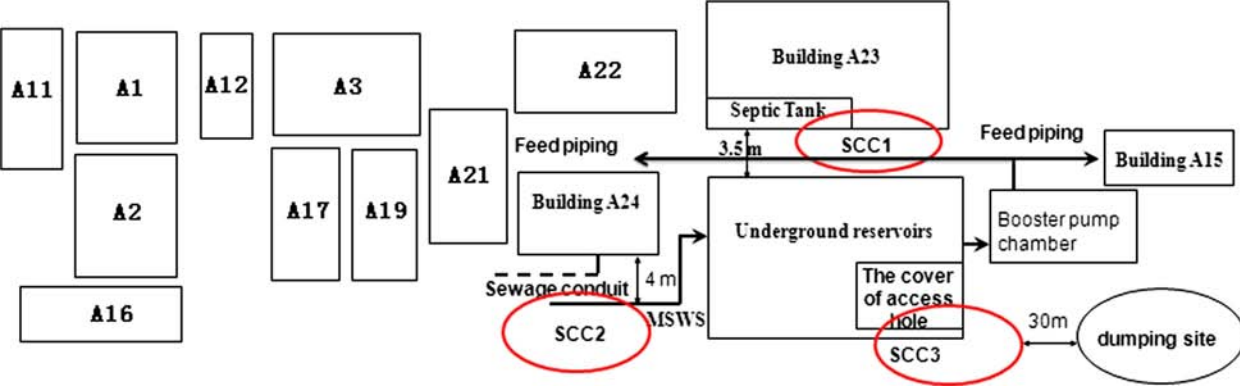 A11
A1
A12
A3
A22
Building A23
Septic Tank
SCC1
3.5 m
Feed piping
Feed piping
Building A15
A2
A17
A19
A21
Building A24
Underground reservoirs
Booster pump
chamber
Sewage conduit
4 m
MSWS
SCC2
The cover
of access
hole
SCC3
30m
dumping site
A16